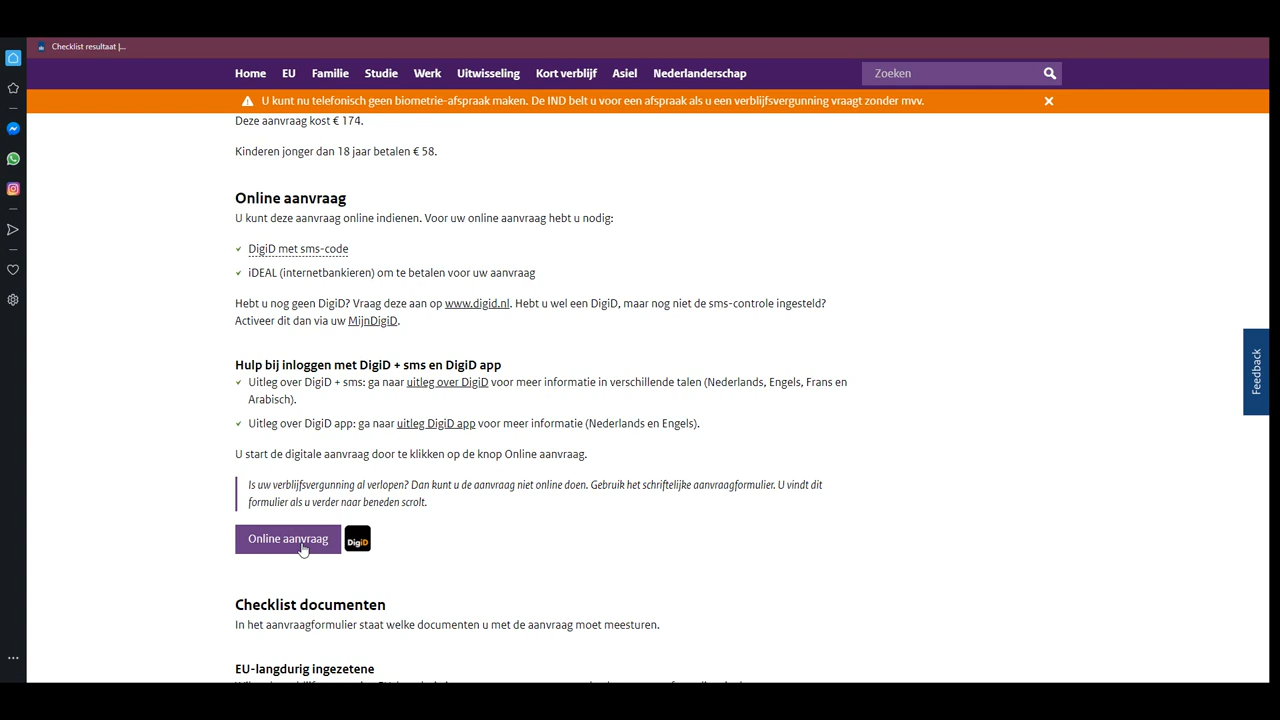 Checklist resultaat |...
Home EU Familie Studie Werk Uitwisseling Kort verblijf Asiel Nederlanderschap Zoeken
U kunt nu telefonisch geen biometrie-afspraak maken. De IND belt u voor een afspraak als u een verblijfsvergunning vraagt zonder mvv.
Deze aanvraag kost € 174.
Kinderen jonger dan 18 jaar betalen € 58.
Online aanvraag
U kunt deze aanvraag online indienen. Voor uw online aanvraag hebt u nodig:
DigiD met sms-code
iDEAL (internetbankieren) om te betalen voor uw aanvraag
Hebt u nog geen DigiD? Vraag deze aan op www.digid.nl. Hebt u wel een DigiD, maar nog niet de sms-controle ingesteld?
Activeer dit dan via uw MijnDigiD.
Feedback
Hulp bij inloggen met DigiD + sms en DigiD app
Uitleg over DigiD + sms: ga naar uitleg over DigiD voor meer informatie in verschillende talen (Nederlands, Engels, Frans en
Arabisch).
Uitleg over DigiD app: ga naar uitleg DigiD app voor meer informatie (Nederlands en Engels).
U start de digitale aanvraag door te klikken op de knop Online aanvraag.
Is uw verblijfsvergunning al verlopen? Dan kunt u de aanvraag niet online doen. Gebruik het schriftelijke aanvraagformulier. U vindt dit
formulier als u verder naar beneden scrolt.
Online aanvraag DigiD
Checklist documenten
In het aanvraagformulier staat welke documenten u met de aanvraag moet meesturen.
EU-langdurig ingezetene